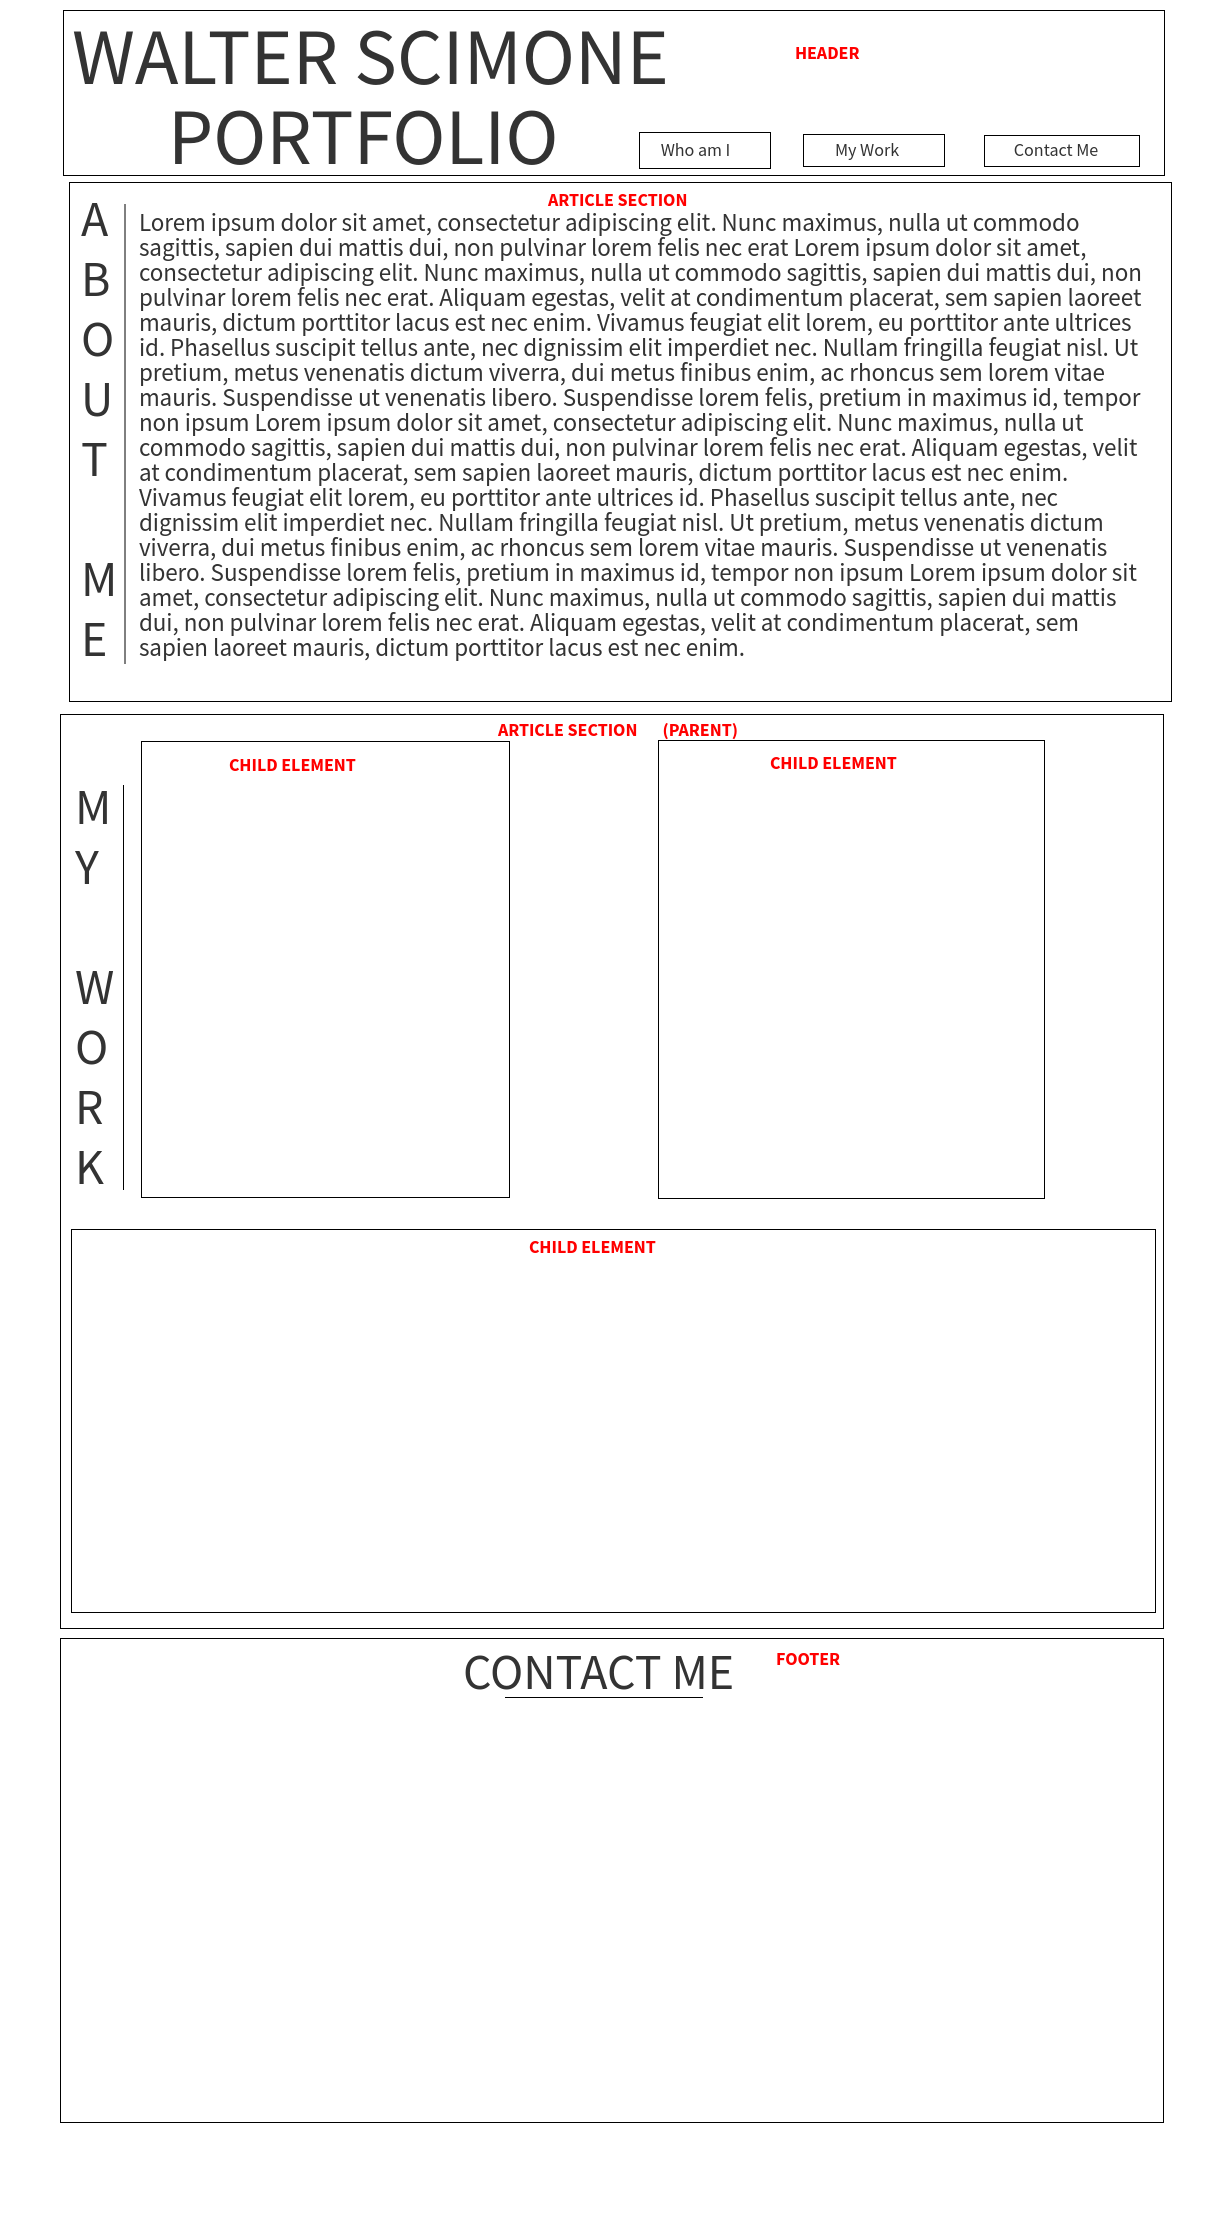 WALTER SCIMONE
PORTFOLIO
HEADER
Who am I
My Work
Contact Me
ARTICLE SECTION
A
B
O
U
T
M
E
Lorem ipsum dolor sit amet, consectetur adipiscing elit. Nunc maximus, nulla ut commodo
sagittis, sapien dui mattis dui, non pulvinar lorem felis nec erat Lorem ipsum dolor sit amet,
consectetur adipiscing elit. Nunc maximus, nulla ut commodo sagittis, sapien dui mattis dui, non
pulvinar lorem felis nec erat. Aliquam egestas, velit at condimentum placerat, sem sapien laoreet
mauris, dictum porttitor lacus est nec enim. Vivamus feugiat elit lorem, eu porttitor ante ultrices
id. Phasellus suscipit tellus ante, nec dignissim elit imperdiet nec. Nullam fringilla feugiat nisl. Ut
pretium, metus venenatis dictum viverra, dui metus finibus enim, ac rhoncus sem lorem vitae
mauris. Suspendisse ut venenatis libero. Suspendisse lorem felis, pretium in maximus id, tempor
non ipsum Lorem ipsum dolor sit amet, consectetur adipiscing elit. Nunc maximus, nulla ut
commodo sagittis, sapien dui mattis dui, non pulvinar lorem felis nec erat. Aliquam egestas, velit
at condimentum placerat, sem sapien laoreet mauris, dictum porttitor lacus est nec enim.
Vivamus feugiat elit lorem, eu porttitor ante ultrices id. Phasellus suscipit tellus ante, nec
dignissim elit imperdiet nec. Nullam fringilla feugiat nisl. Ut pretium, metus venenatis dictum
viverra, dui metus finibus enim, ac rhoncus sem lorem vitae mauris. Suspendisse ut venenatis
libero. Suspendisse lorem felis, pretium in maximus id, tempor non ipsum Lorem ipsum dolor sit
amet, consectetur adipiscing elit. Nunc maximus, nulla ut commodo sagittis, sapien dui mattis
dui, non pulvinar lorem felis nec erat. Aliquam egestas, velit at condimentum placerat, sem
sapien laoreet mauris, dictum porttitor lacus est nec enim.
ARTICLE SECTION (PARENT)
M
Y
W
O
R
K
CHILD ELEMENT
CHILD ELEMENT
CHILD ELEMENT
CONTACT ME
FOOTER